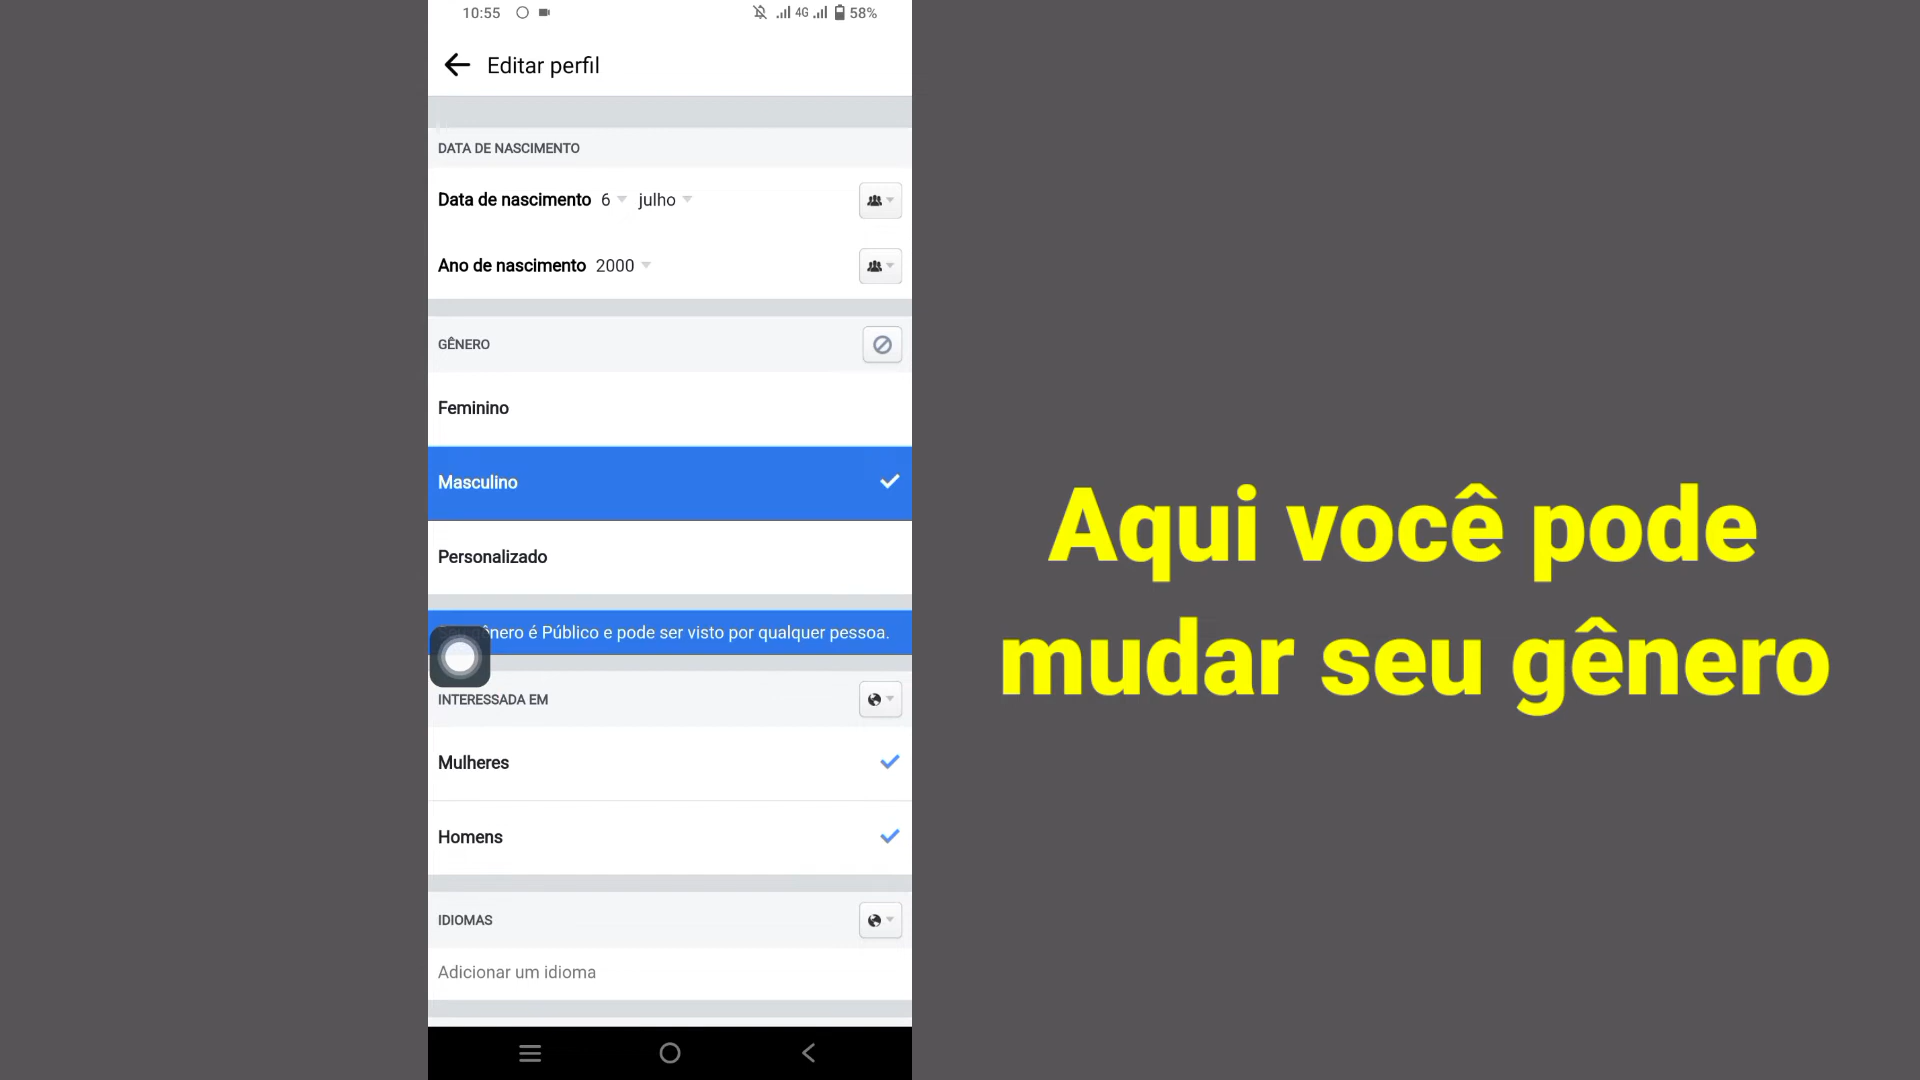 10:55 4G 58%
Editar perfil
DATA DE NASCIMENTO
Data de nascimento 6 julho
Ano de nascimento 2000
GÊNERO
Feminino
Masculino
Personalizado
gênero é Público e pode ser visto por qualquer pessoa.
INTERESSADA EM
Mulheres
Homens
IDIOMAS
Adicionar um idioma
Aqui você pode
mudar seu gênero